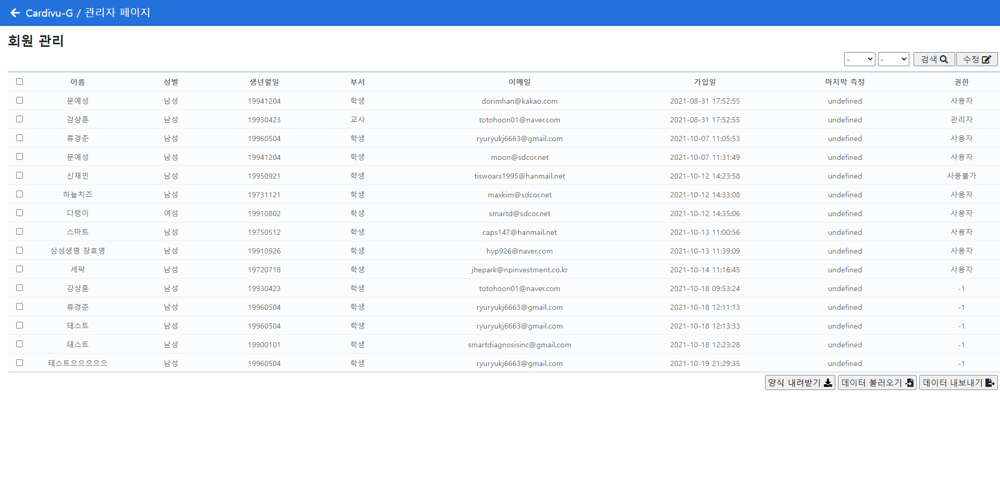 Cardivu-G / 관리자 페이지
회원 관리
- - 검색 수정
이름 성별 생년월일 부서 이메일 가입일 마지막 측정 권한
문예성 남성 19941204 학생 dorimhan@kakao.com 2021-08-31 17:52:55 undefined 사용자
강상훈 남성 19930423 교사 totohoon01@naver.com 2021-08-31 17:52:55 undefined 관리자
류경준 남성 19960504 학생 ryuryukj6663@gmail.com 2021-10-07 11:05:53 undefined 사용자
문예성 남성 19941204 학생 moon@sdcor.net 2021-10-07 11:31:49 undefined 사용자
신재민 남성 19950921 학생 tiswoars1995@hanmail.net 2021-10-12 14:23:58 undefined 사용불가
하늘치즈 남성 19731121 학생 maxkim@sdcor.net 2021-10-12 14:33:08 undefined 사용자
다랭이 여성 19910802 학생 smartd@sdcor.net 2021-10-12 14:35:06 undefined 사용자
스마트 남성 19750512 학생 caps147@hanmail.net 2021-10-13 11:00:56 undefined 사용자
삼성생명 장효영 남성 19910926 학생 hyp926@naver.com 2021-10-13 11:39:09 undefined 사용자
세팍 남성 19720718 학생 jhepark@npinvestment.co.kr 2021-10-14 11:16:45 undefined 사용자
강상훈 남성 19930423 학생 totohoon01@naver.com 2021-10-18 09:53:24 undefined -1
류경준 남성 19960504 학생 ryuryukj6663@gmail.com 2021-10-18 12:11:13 undefined -1
테스트 남성 19960504 학생 ryuryukj6663@gmail.com 2021-10-18 12:13:33 undefined -1
테스트 남성 19900101 학생 smartdiagnosisinc@gmail.com 2021-10-18 12:23:28 undefined -1
테스트으으으으으 남성 19960504 학생 ryuryukj6663@gmail.com 2021-10-19 21:29:35 undefined -1
양식 내려받기 데이터 불러오기 데이터 내보내기